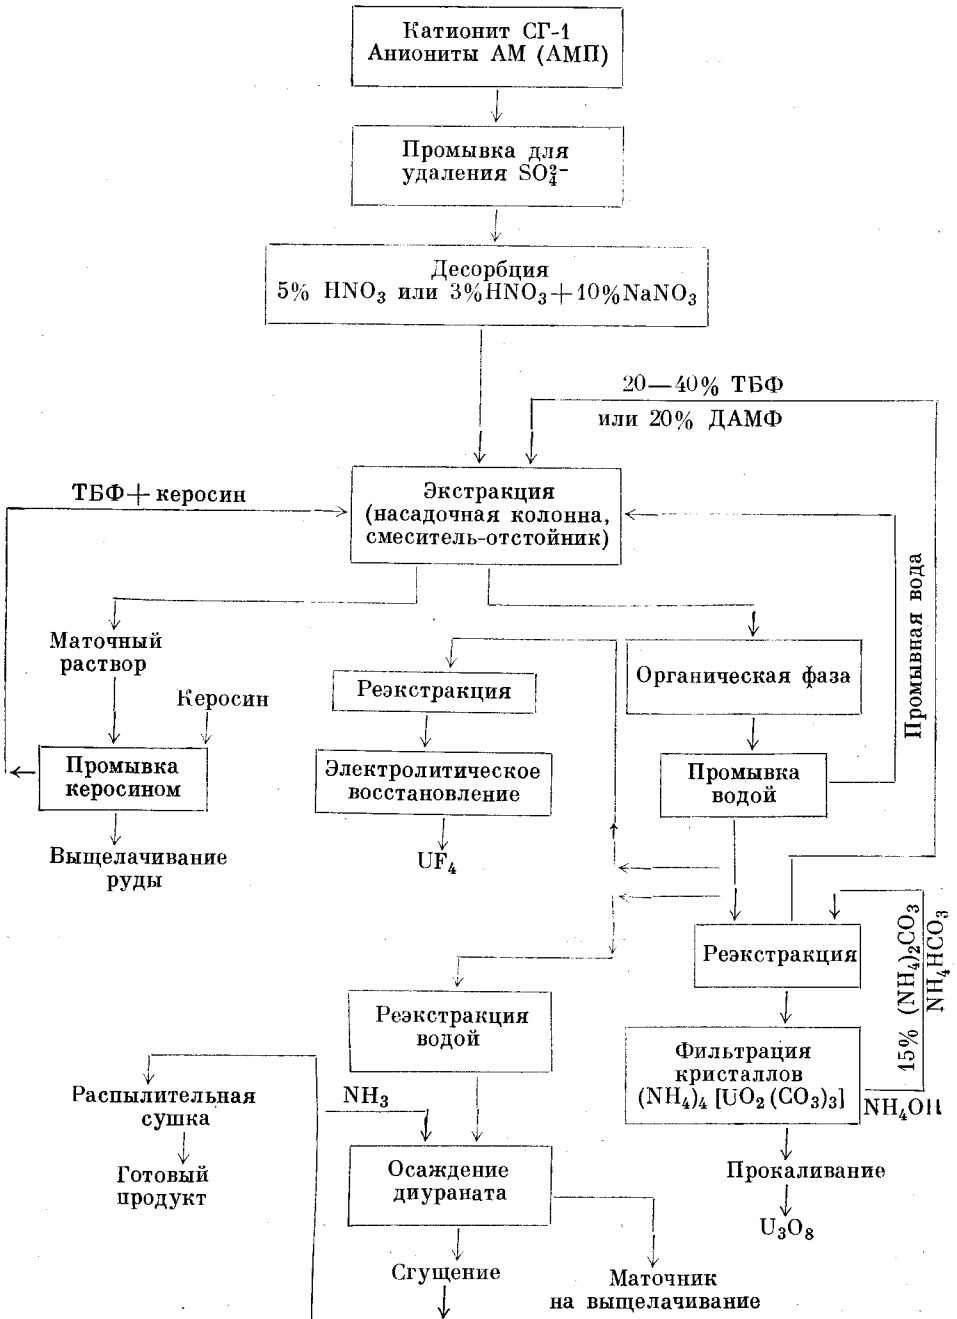 Катионит СГ-1
Аниониты АМ (АМП)
Промывка для
удаления SO₄²⁻
Десорбция
5% HNO₃ или 3%HNO₃+10%NaNO₃
20—40% ТБФ
или 20% ДАМФ
ТБФ+керосин
Экстракция
(насадочная колонна,
смеситель-отстойник)
Промывная вода
Маточный
раствор
Керосин
Реэкстракция
Органическая фаза
Промывка
керосином
Электролитическое
восстановление
Промывка
водой
Выщелачивание
руды
UF₄
Реэкстракция
15% (NH₄)₂CO₃
NH₄HCO₃
Реэкстракция
водой
Фильтрация
кристаллов
(NH₄)₄ [UO₂(CO₃)₃]
NH₄OH
Распылительная
сушка
NH₃
Готовый
продукт
Осаждение
диураната
Прокаливание
U₃O₈
Сгущение
Маточник
на выщелачивание